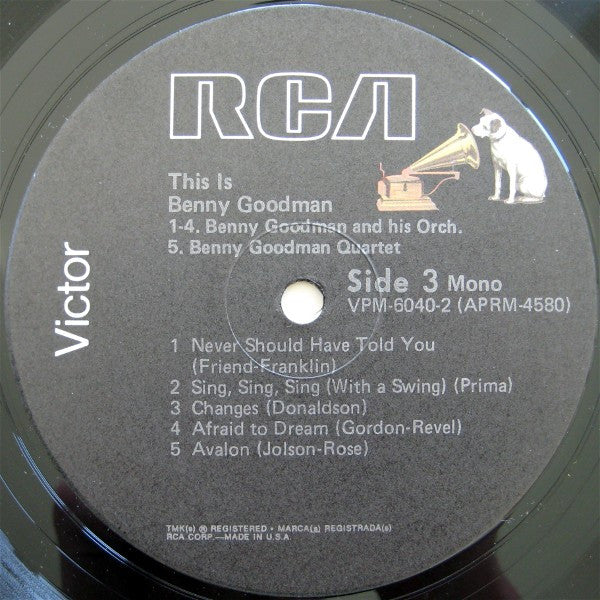 RCA
Victor
This Is
Benny Goodman
1-4. Benny Goodman and his Orch.
5. Benny Goodman Quartet
Side 3 Mono
VPM-6040-2 (APRM-4580)
1 Never Should Have Told You
(Friend-Franklin)
2 Sing, Sing, Sing (With a Swing) (Prima)
3 Changes (Donaldson)
4 Afraid to Dream (Gordon-Revel)
5 Avalon (Jolson-Rose)
TMK(s) ® REGISTERED • MARCA(s) REGISTRADA(s)
RCA CORP.—MADE IN U.S.A.